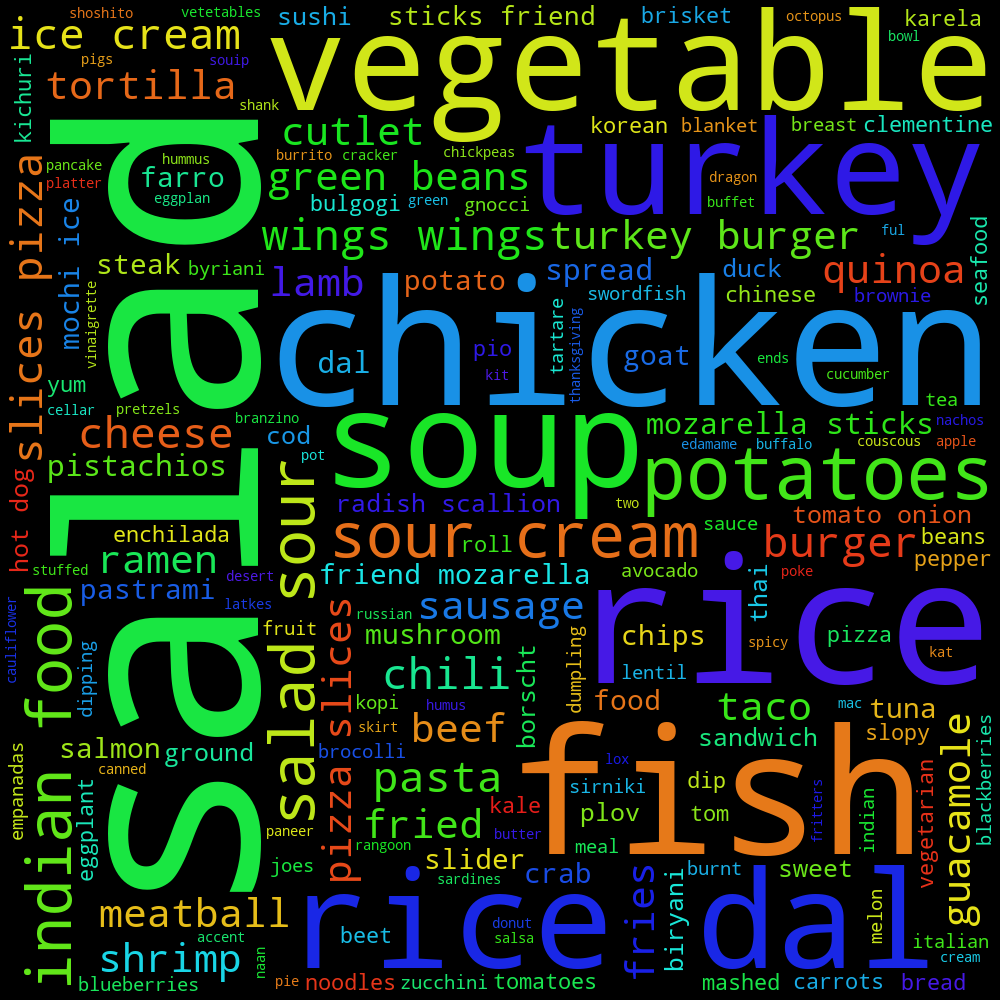 shoshito
vetetables
sushi
sticks friend
brisket
octopus
karela
ice cream
vegetable
bowl
pigs
souip
kichuri
tortilla
shank
salad
cutlet
korean
blanket
breast
clementine
turkey
pancake
hummus
burrito
cracker
chickpeas
platter
farro
green beans
dragon
eggplan
bulgogi
green
gnocci
buffet
slices pizza
mochi ice
wings wings
turkey burger
ful
seafood
steak
byriani
lamb
potato
spread
duck
quinoa
vinaigrette
chicken
swordfish
chinese
brownie
tartare
thanksgiving
dal
pio
goat
ends
cucumber
kit
yum
tea
cellar
pretzels
branzino
soup
mozarella sticks
nachos
cheese
cod
edamame
buffalo
couscous
apple
pistachios
pot
potatoes
hot dog
salad sour
radish scallion
two
tomato onion
enchilada
sour cream
sauce
burger
beans
ramen
roll
pepper
stuffed
desert
friend mozarella
avocado
poke
thai
rice
pastrami
latkes
sausage
cauliflower
indian food
russian
pizza slices
fruit
mushroom
dumpling
chips
spicy
pizza
kat
dipping
borscht
chili
lentil
kopi
humus
food
taco
mac
tuna
skirt
beef
fish
sandwich
slopy
salmon
ground
brocolli
guacamole
blackberries
empanadas
canned
lox
pasta
sirniki
dip
vegetarian
eggplant
kale
plov
tom
fritters
indian
paneer
fried
butter
rangoon
meal
joes
slider
crab
burnt
sweet
sardines
rice dal
fries
biryani
melon
meatball
donut
accent
beet
salsa
italian
shrimp
naan
cream
blueberries
pie
noodles
zucchini
tomatoes
mashed
carrots
bread